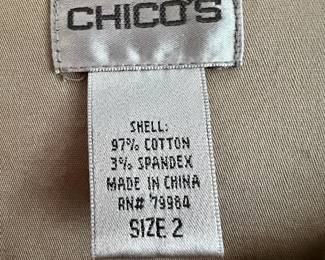 CHICO'S
SHELL:
97% COTTON
3% SPANDEX
MADE IN CHINA
RN# 79984
SIZE 2